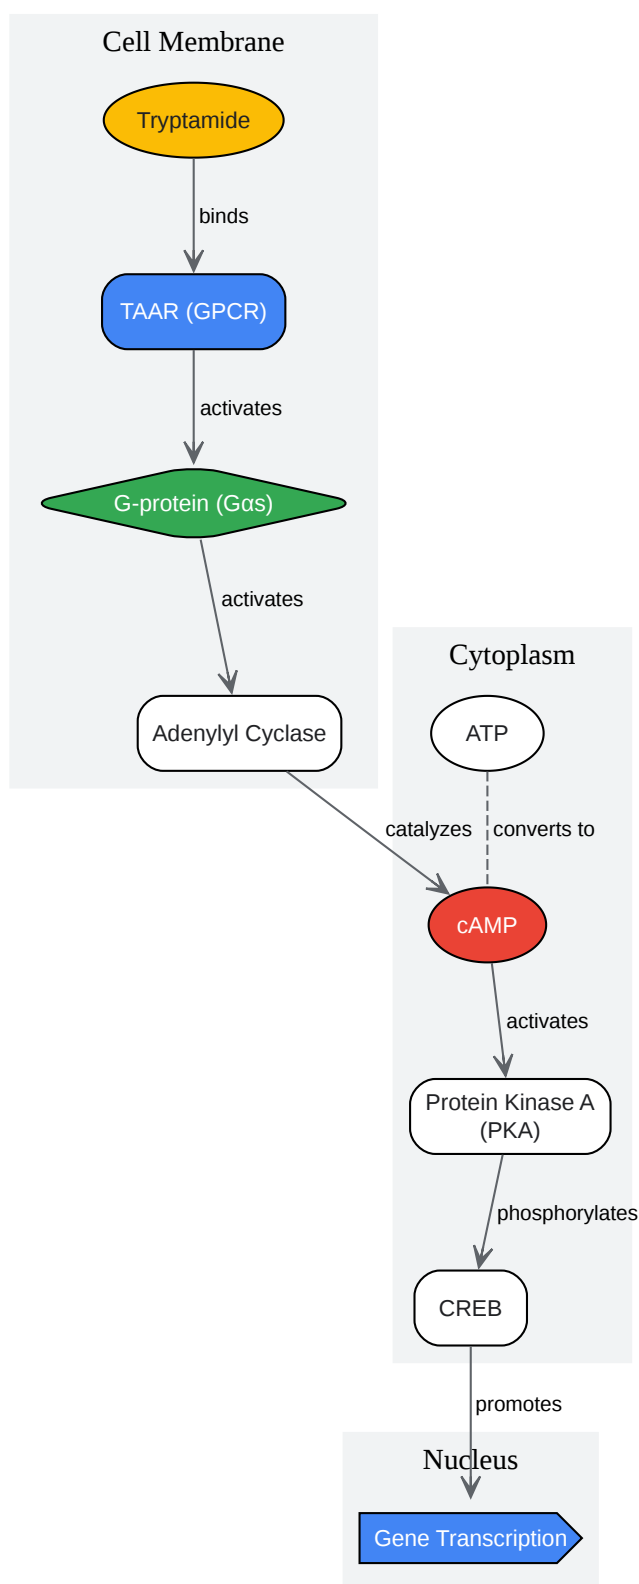 Cell Membrane
Tryptamide
binds
TAAR (GPCR)
activates
G-protein (Gαs)
activates
Adenylyl Cyclase
Cytoplasm
ATP
catalyzes
converts to
cAMP
activates
Protein Kinase A
(PKA)
phosphorylates
CREB
promotes
Nucleus
Gene Transcription